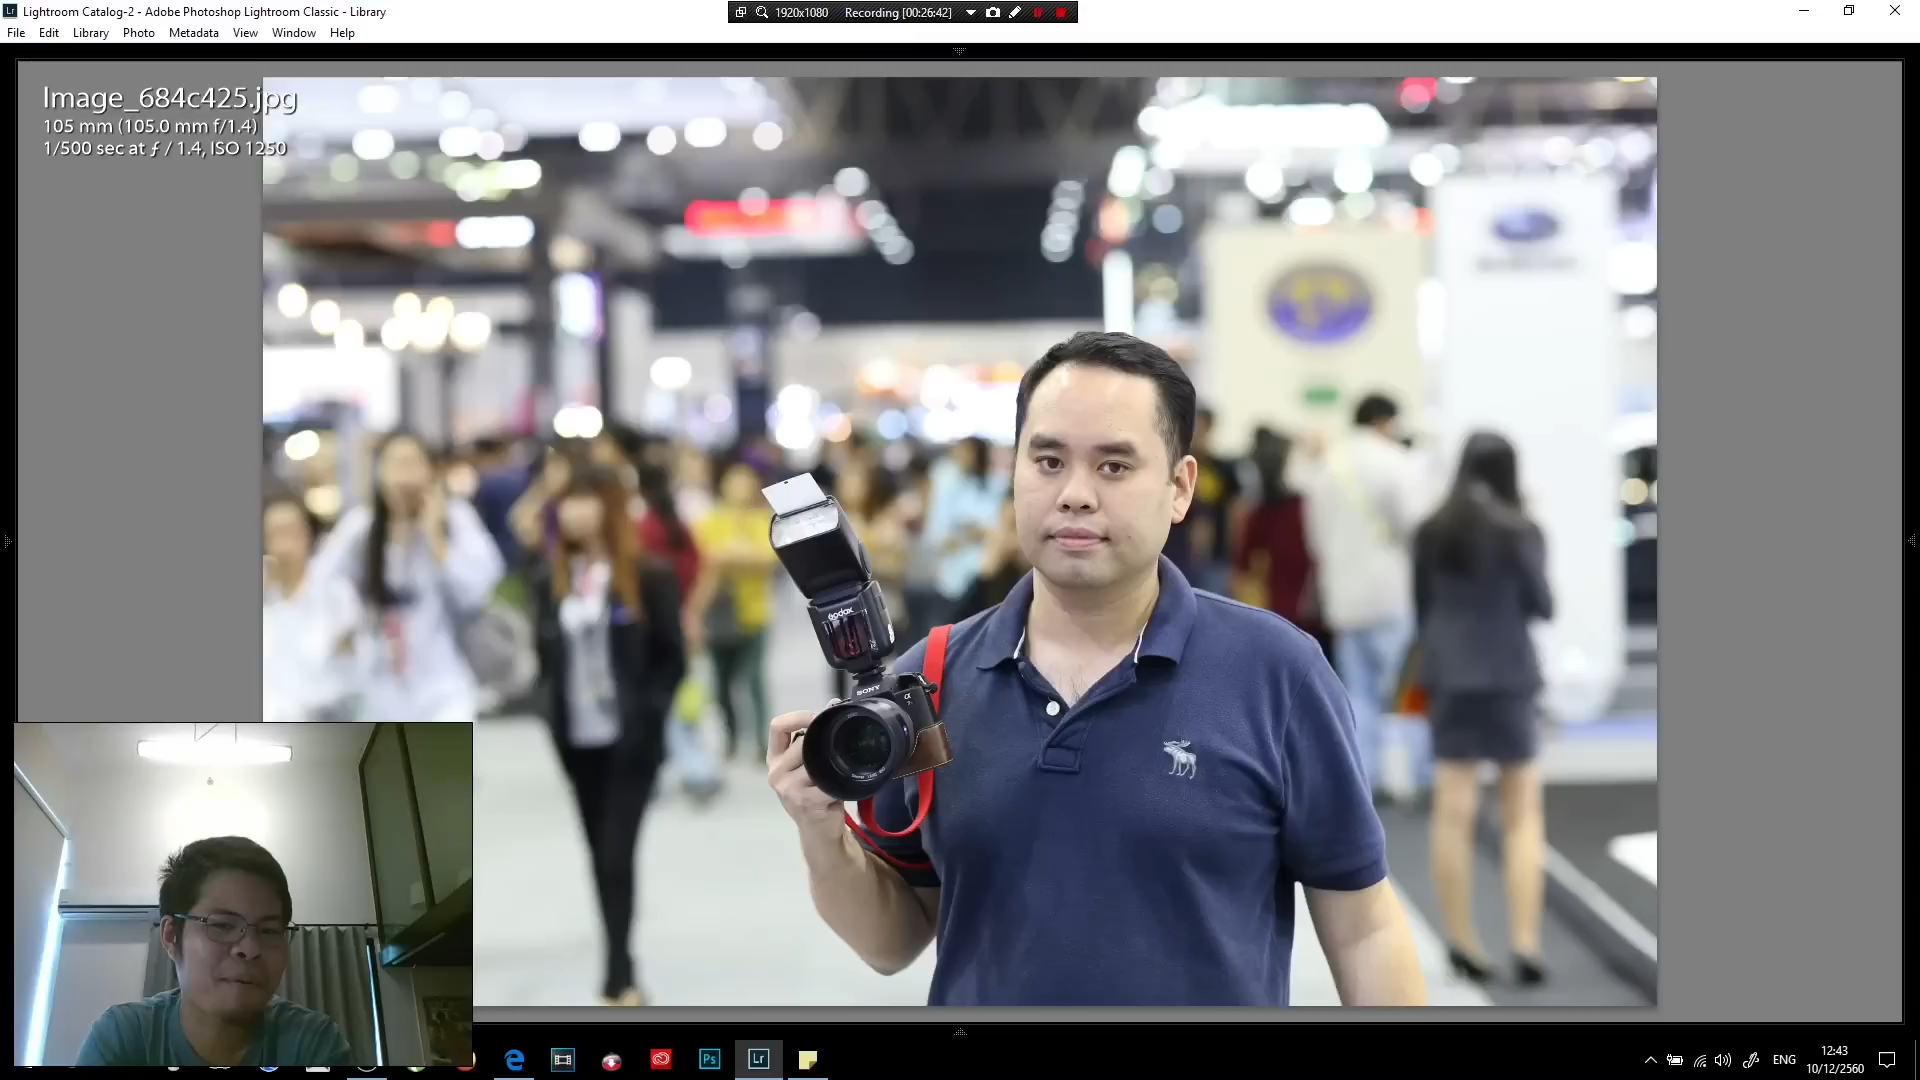 Lightroom Catalog-2 - Adobe Photoshop Lightroom Classic - Library
1920x1080 Recording [00:26:42]
File Edit Library Photo Metadata View Window Help
Image_684c425.jpg
105 mm (105.0 mm f/1.4)
1/500 sec at ƒ / 1.4, ISO 1250
Godox
SONY
Ps Lr
ENG
12:43
10/12/2560